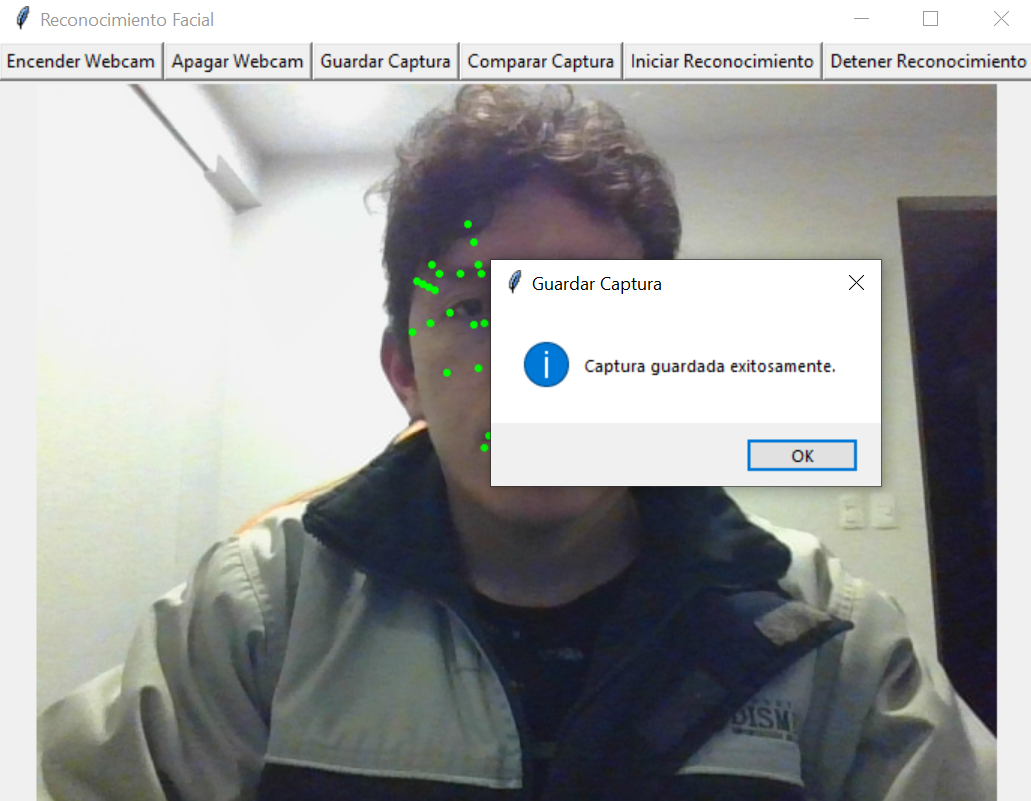 Reconocimiento Facial
Encender Webcam Apagar Webcam Guardar Captura Comparar Captura Iniciar Reconocimiento Detener Reconocimiento
Guardar Captura
Captura guardada exitosamente.
OK